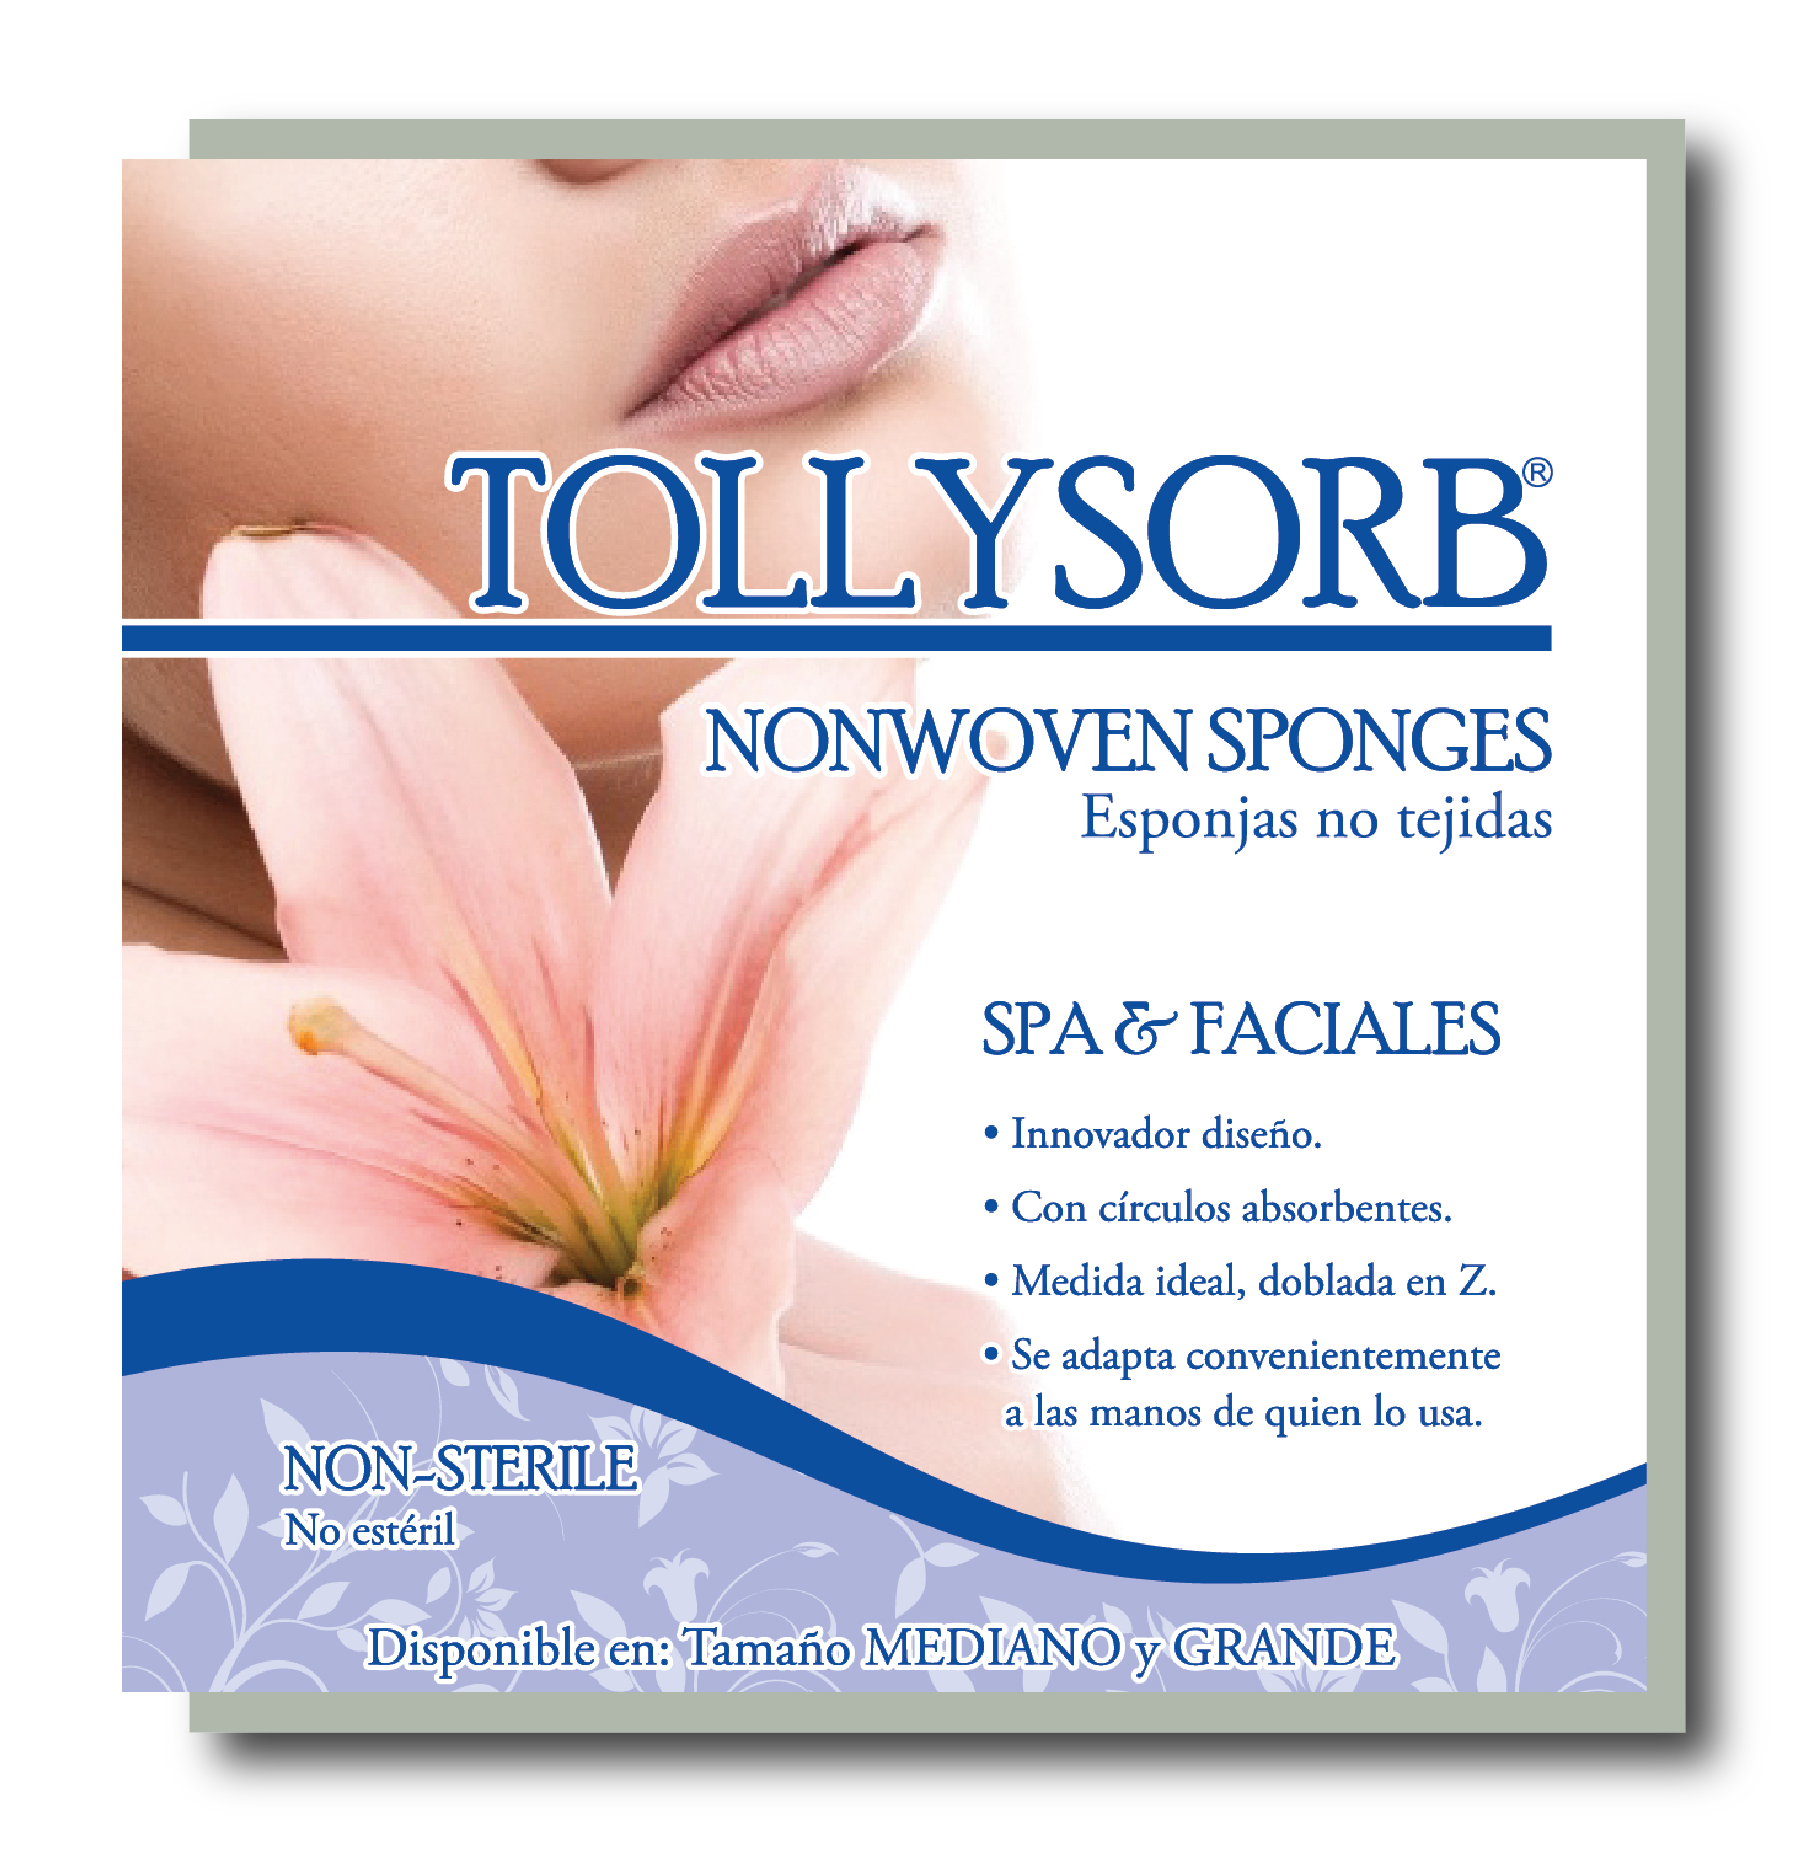 TOLLYSORB®
NONWOVEN SPONGES
Esponjas no tejidas
SPA & FACIALES
• Innovador diseño.
• Con círculos absorbentes.
• Medida ideal, doblada en Z.
• Se adapta convenientemente
a las manos de quien lo usa.
NON-STERILE
No estéril
Disponible en: Tamaño MEDIANO y GRANDE